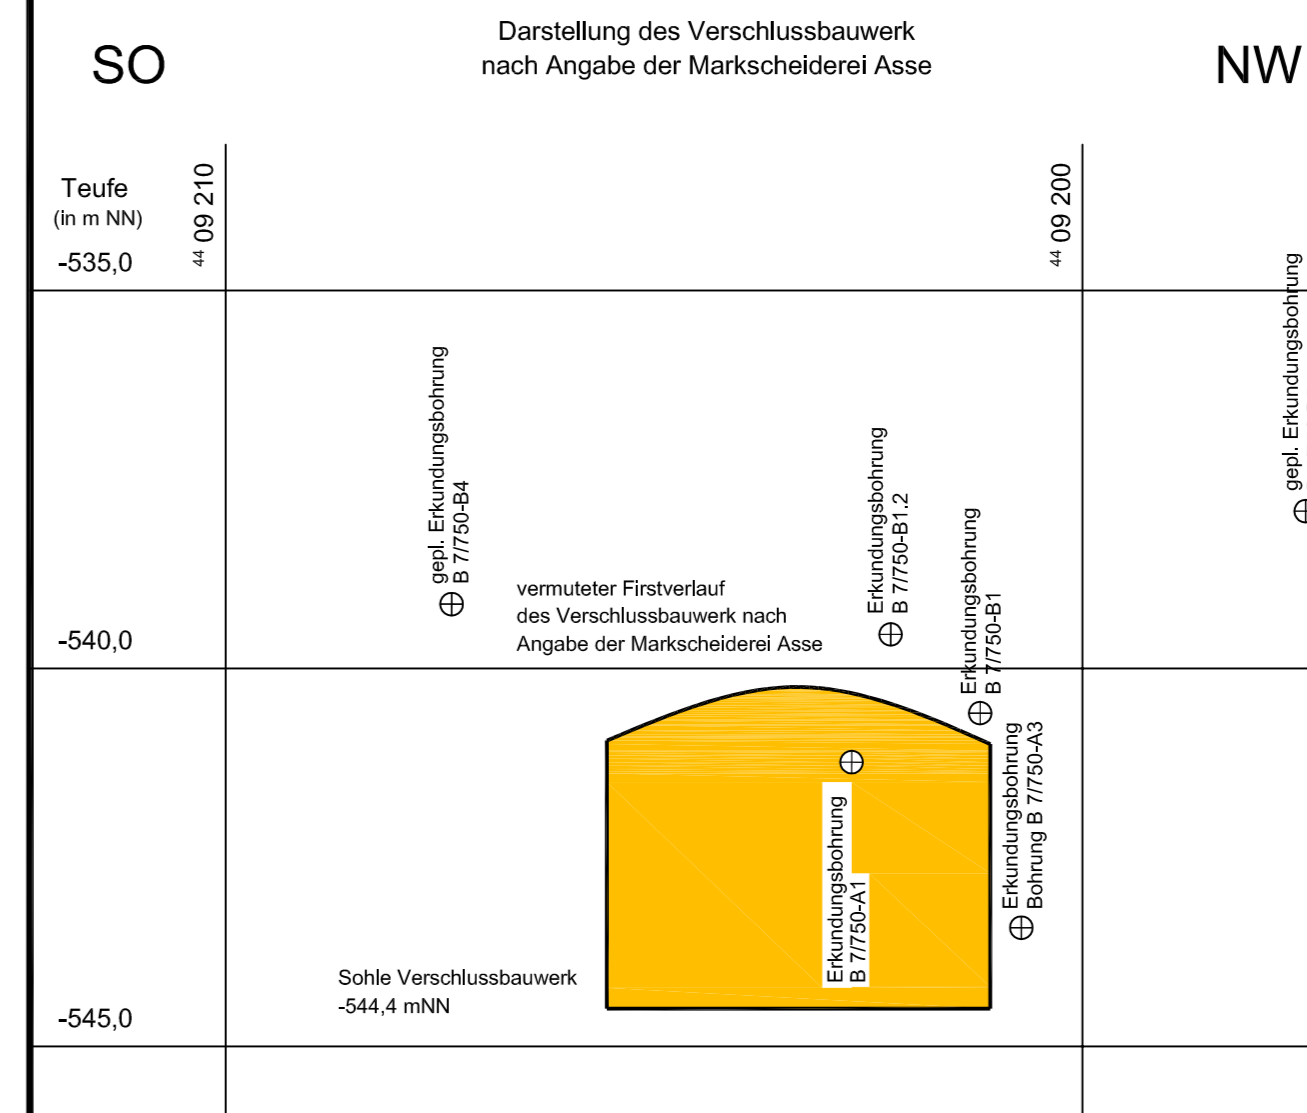 Darstellung des Verschlussbauwerk
nach Angabe der Markscheiderei Asse
SO
NW
Teufe
(in m NN)
44 09 210
44 09 200
-535,0
gepl. Erkundungsbohrung
gepl. Erkundungsbohrung
B 7/750-B4
Erkundungsbohrung
B 7/750-B1.2
Erkundungsbohrung
B 7/750-B1
vermuteter Firstverlauf
des Verschlussbauwerk nach
Angabe der Markscheiderei Asse
-540,0
Erkundungsbohrung
Bohrung B 7/750-A3
Erkundungsbohrung
B 7/750-A1
Sohle Verschlussbauwerk
-544,4 mNN
-545,0